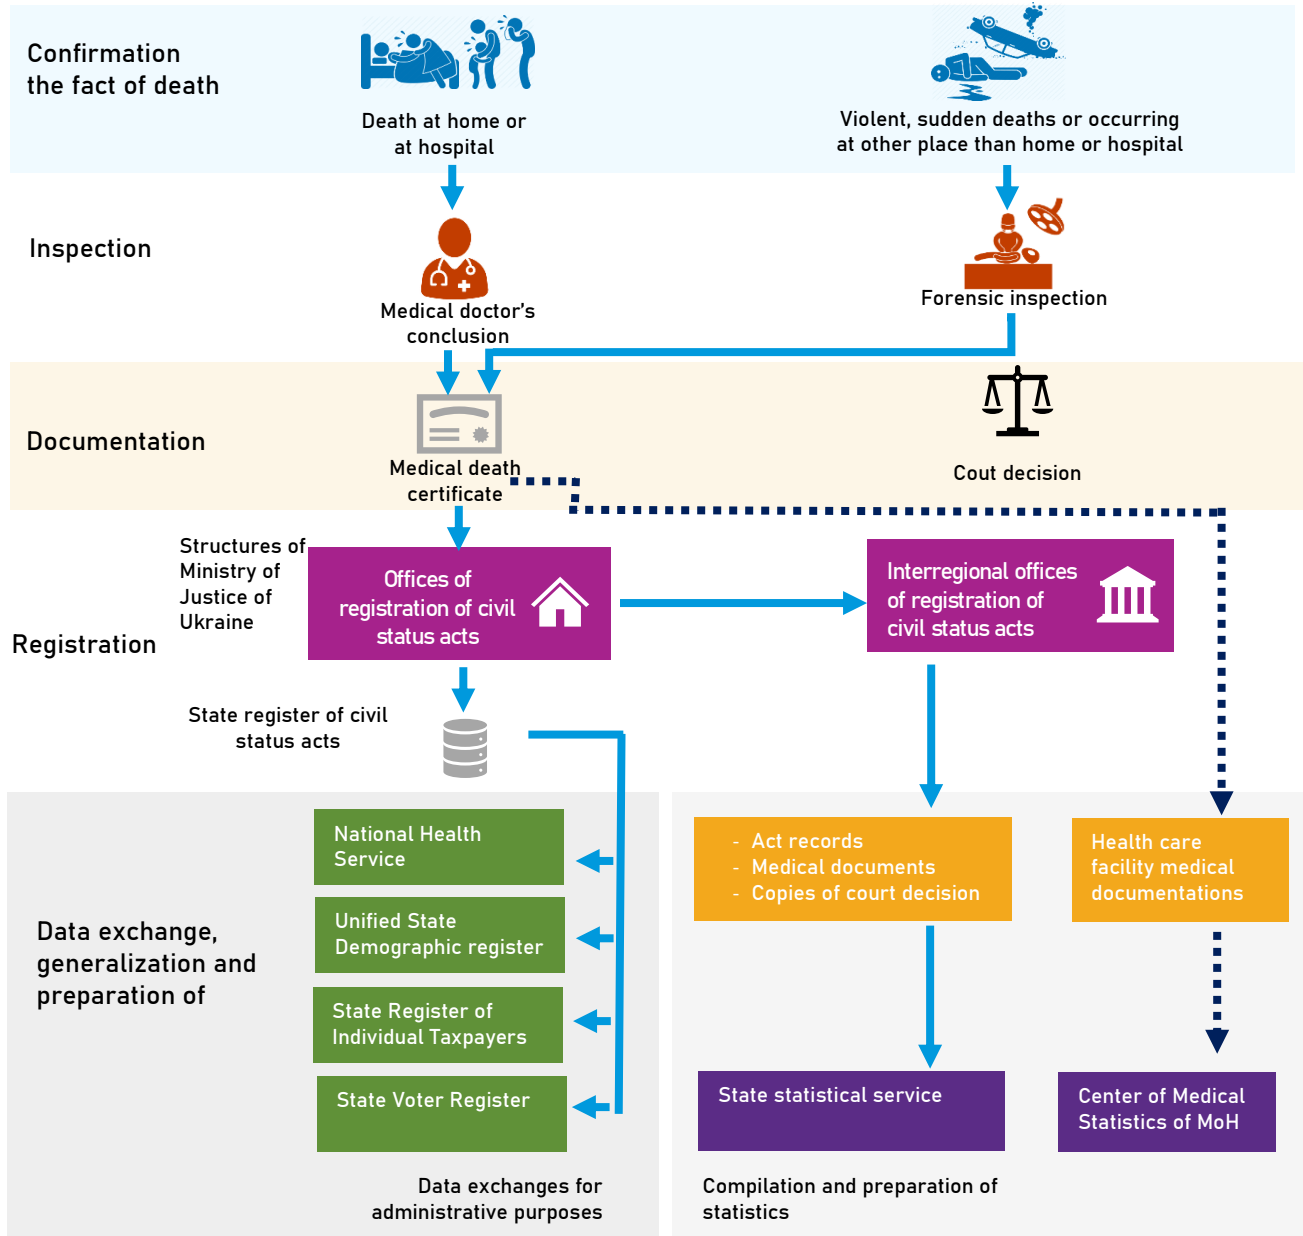 Confirmation
the fact of death
Death at home or
at hospital
Violent, sudden deaths or occurring
at other place than home or hospital
Inspection
Medical doctor's
conclusion
Forensic inspection
Documentation
Medical death
certificate
Cout decision
Registration
Structures of
Ministry of
Justice of
Ukraine
Offices of
registration of civil
status acts
Interregional offices
of registration of
civil status acts
State register of civil
status acts
Data exchange,
generalization and
preparation of
National Health
Service
Unified State
Demographic register
State Register of
Individual Taxpayers
State Voter Register
Data exchanges for
administrative purposes
- Act records
- Medical documents
- Copies of court decision
Health care
facility medical
documentations
State statistical service
Center of Medical
Statistics of MoH
Compilation and preparation of
statistics